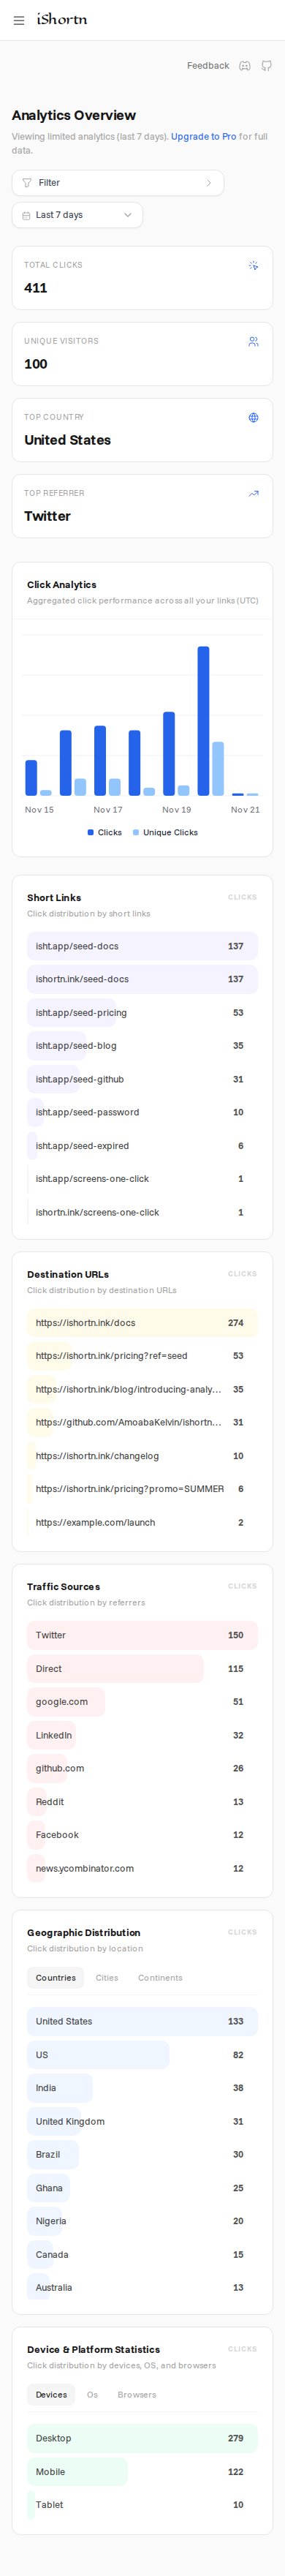 iShortn
Feedback
Analytics Overview
Viewing limited analytics (last 7 days). Upgrade to Pro for full
data.
Filter
Last 7 days
TOTAL CLICKS
411
UNIQUE VISITORS
100
TOP COUNTRY
United States
TOP REFERRER
Twitter
Click Analytics
Aggregated click performance across all your links (UTC)
Nov 15 Nov 17 Nov 19 Nov 21
Clicks Unique Clicks
Short Links CLICKS
Click distribution by short links
isht.app/seed-docs 137
ishortn.ink/seed-docs 137
isht.app/seed-pricing 53
isht.app/seed-blog 35
isht.app/seed-github 31
isht.app/seed-password 10
isht.app/seed-expired 6
isht.app/screens-one-click 1
ishortn.ink/screens-one-click 1
Destination URLs CLICKS
Click distribution by destination URLs
https://ishortn.ink/docs 274
https://ishortn.ink/pricing?ref=seed 53
https://ishortn.ink/blog/introducing-analy... 35
https://github.com/AmoabaKelvin/ishortn... 31
https://ishortn.ink/changelog 10
https://ishortn.ink/pricing?promo=SUMMER 6
https://example.com/launch 2
Traffic Sources CLICKS
Click distribution by referrers
Twitter 150
Direct 115
google.com 51
LinkedIn 32
github.com 26
Reddit 13
Facebook 12
news.ycombinator.com 12
Geographic Distribution CLICKS
Click distribution by location
Countries Cities Continents
United States 133
US 82
India 38
United Kingdom 31
Brazil 30
Ghana 25
Nigeria 20
Canada 15
Australia 13
Device & Platform Statistics CLICKS
Click distribution by devices, OS, and browsers
Devices Os Browsers
Desktop 279
Mobile 122
Tablet 10